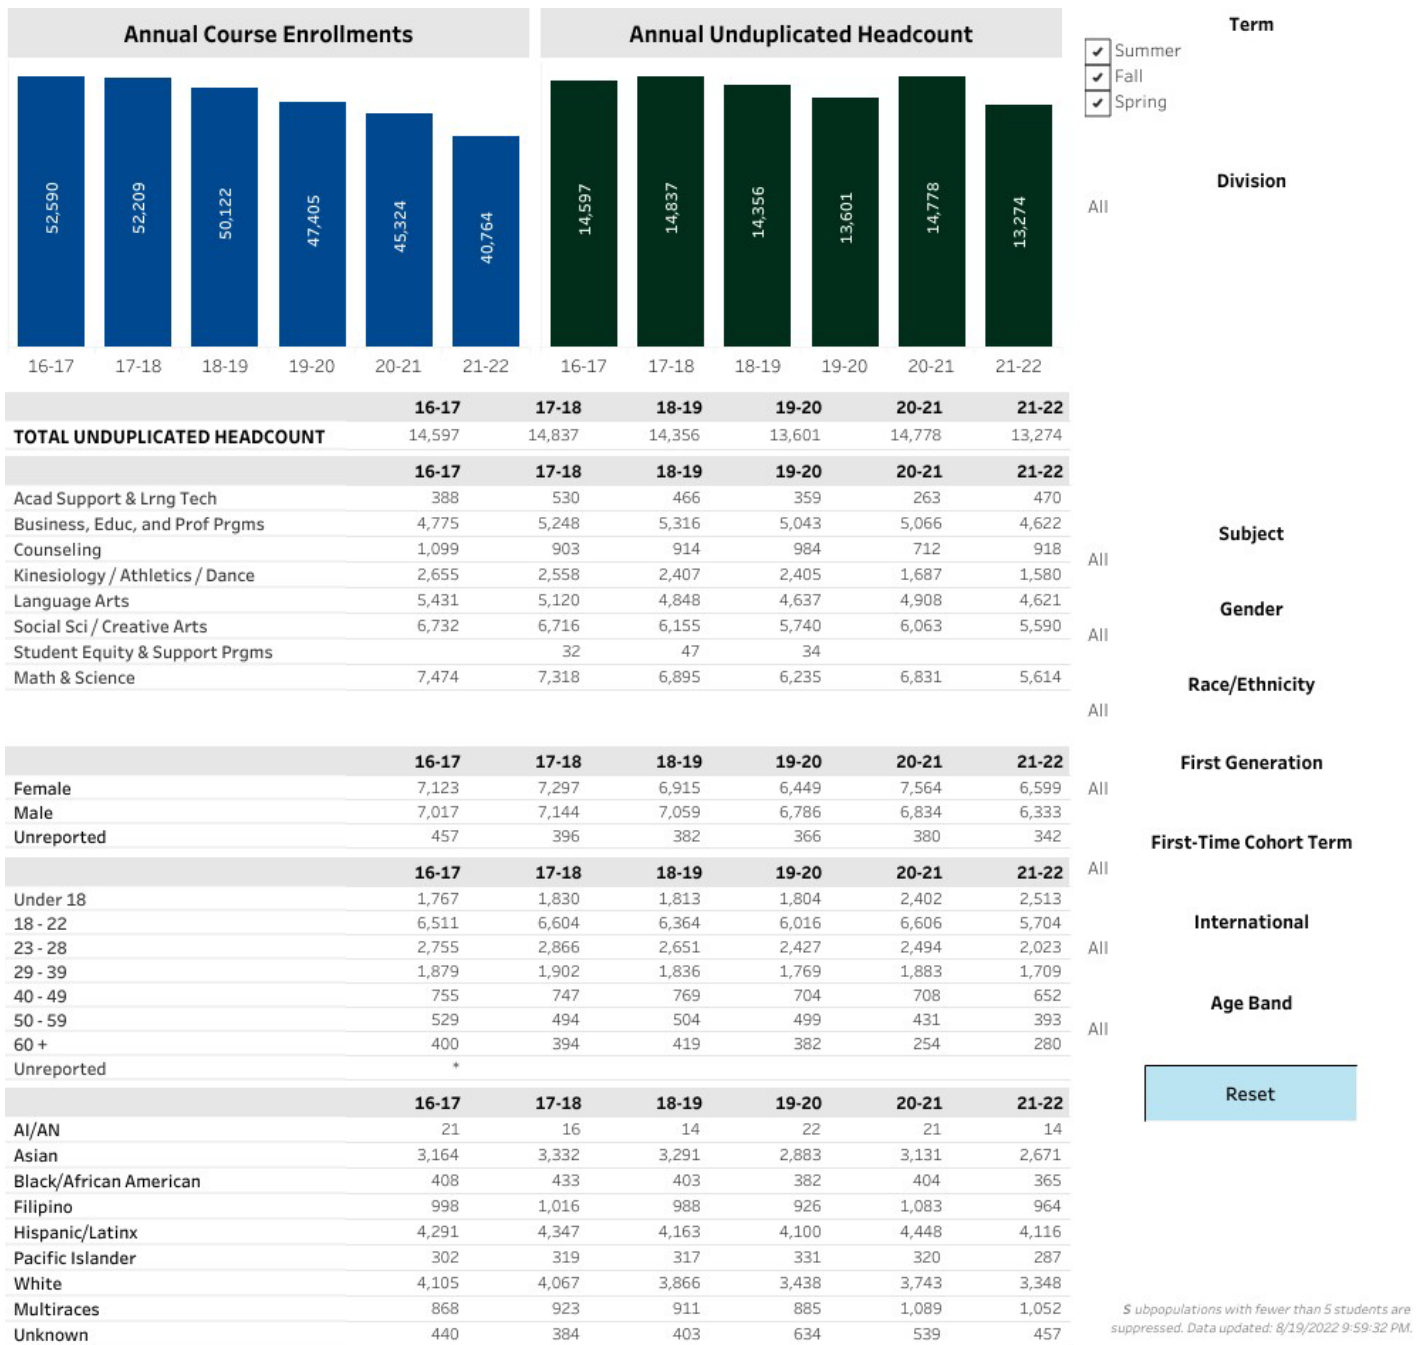 Annual Course Enrollments
52,590 52,209 50,122 47,405 45,324 40,764
16-17 17-18 18-19 19-20 20-21 21-22
Annual Unduplicated Headcount
14,597 14,837 14,356 13,601 14,778 13,274
16-17 17-18 18-19 19-20 20-21 21-22
16-17 17-18 18-19 19-20 20-21 21-22
TOTAL UNDUPLICATED HEADCOUNT 14,597 14,837 14,356 13,601 14,778 13,274
16-17 17-18 18-19 19-20 20-21 21-22
Acad Support & Lrng Tech 388 530 466 359 263 470
Business, Educ, and Prof Prgms 4,775 5,248 5,316 5,043 5,066 4,622
Counseling 1,099 903 914 984 712 918
Kinesiology / Athletics / Dance 2,655 2,558 2,407 2,405 1,687 1,580
Language Arts 5,431 5,120 4,848 4,637 4,908 4,621
Social Sci / Creative Arts 6,732 6,716 6,155 5,740 6,063 5,590
Student Equity & Support Prgms 32 47 34
Math & Science 7,474 7,318 6,895 6,235 6,831 5,614
16-17 17-18 18-19 19-20 20-21 21-22
Female 7,123 7,297 6,915 6,449 7,564 6,599
Male 7,017 7,144 7,059 6,786 6,834 6,333
Unreported 457 396 382 366 380 342
16-17 17-18 18-19 19-20 20-21 21-22
Under 18 1,767 1,830 1,813 1,804 2,402 2,513
18 - 22 6,511 6,604 6,364 6,016 6,606 5,704
23 - 28 2,755 2,866 2,651 2,427 2,494 2,023
29 - 39 1,879 1,902 1,836 1,769 1,883 1,709
40 - 49 755 747 769 704 708 652
50 - 59 529 494 504 499 431 393
60 + 400 394 419 382 254 280
Unreported *
16-17 17-18 18-19 19-20 20-21 21-22
AI/AN 21 16 14 22 21 14
Asian 3,164 3,332 3,291 2,883 3,131 2,671
Black/African American 408 433 403 382 404 365
Filipino 998 1,016 988 926 1,083 964
Hispanic/Latinx 4,291 4,347 4,163 4,100 4,448 4,116
Pacific Islander 302 319 317 331 320 287
White 4,105 4,067 3,866 3,438 3,743 3,348
Multiraces 868 923 911 885 1,089 1,052
Unknown 440 384 403 634 539 457
Term
Summer
Fall
Spring
Division
All
Subject
All
Gender
All
Race/Ethnicity
All
First Generation
All
First-Time Cohort Term
All
International
All
Age Band
All
Reset
S ubpopulations with fewer than 5 students are
suppressed. Data updated: 8/19/2022 9:59:32 PM.